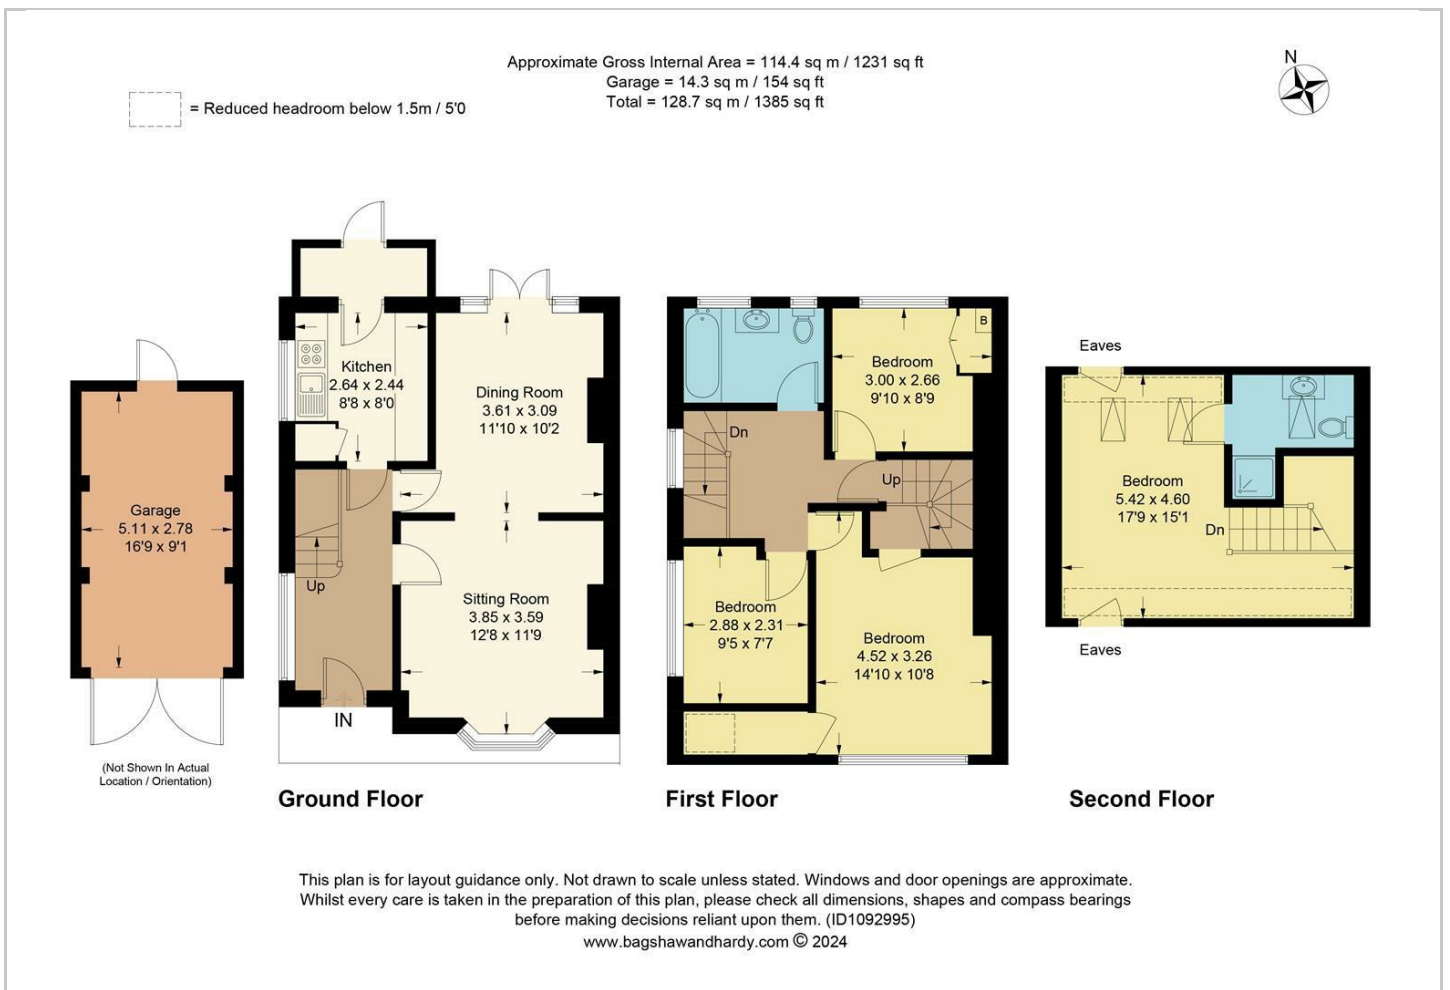 Approximate Gross Internal Area = 114.4 sq m / 1231 sq ft
Garage = 14.3 sq m / 154 sq ft
Total = 128.7 sq m / 1385 sq ft
= Reduced headroom below 1.5m / 5'0
N
Garage
5.11 x 2.78
16'9 x 9'1
(Not Shown In Actual
Location / Orientation)
Kitchen
2.64 x 2.44
8'8 x 8'0
Dining Room
3.61 x 3.09
11'10 x 10'2
Up
Sitting Room
3.85 x 3.59
12'8 x 11'9
IN
Ground Floor
B
Bedroom
3.00 x 2.66
9'10 x 8'9
Dn
Up
Bedroom
2.88 x 2.31
9'5 x 7'7
Bedroom
4.52 x 3.26
14'10 x 10'8
First Floor
Eaves
Bedroom
5.42 x 4.60
17'9 x 15'1
Dn
Eaves
Second Floor
This plan is for layout guidance only. Not drawn to scale unless stated. Windows and door openings are approximate.
Whilst every care is taken in the preparation of this plan, please check all dimensions, shapes and compass bearings
before making decisions reliant upon them. (ID1092995)
www.bagshawandhardy.com © 2024